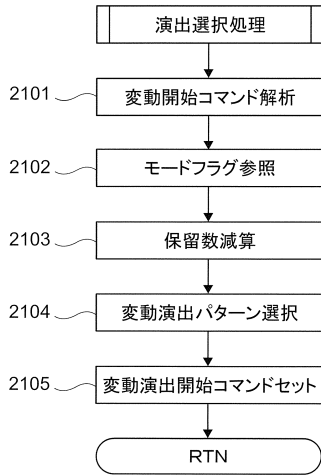 演出選択処理
2101
変動開始コマンド解析
2102
モードフラグ参照
2103
保留数減算
2104
変動演出パターン選択
2105
変動演出開始コマンドセット
RTN